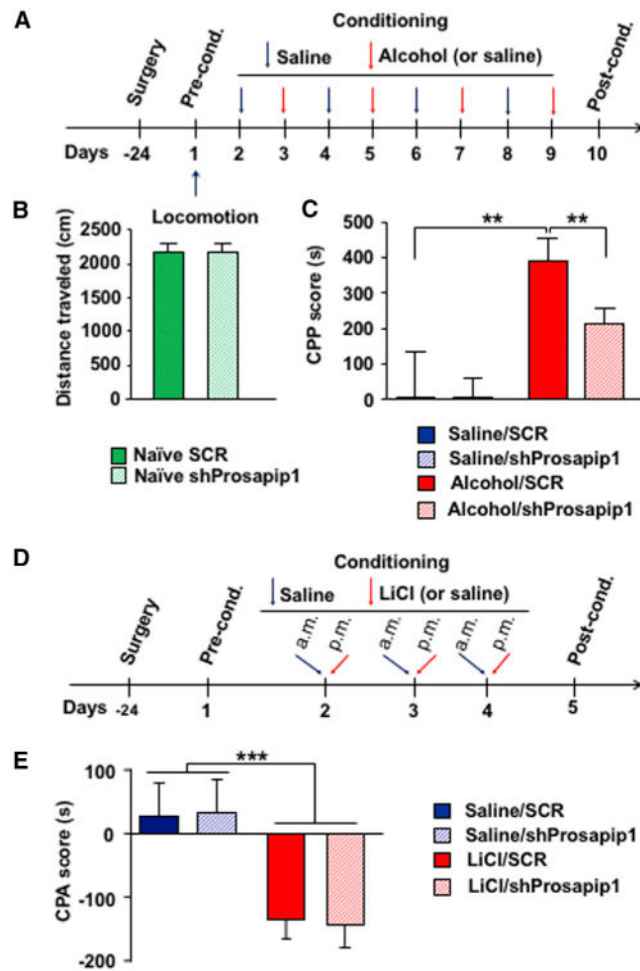 A
Conditioning
Surgery
Pre-cond.
Saline
Alcohol (or saline)
Post-cond.
Days -24 1 2 3 4 5 6 7 8 9 10
B
Locomotion
Distance traveled (cm)
2500
2000
1500
1000
500
0
Naïve SCR
Naïve shProsapip1
C
CPP score (s)
500
400
300
200
100
0
** **
Saline/SCR
Saline/shProsapip1
Alcohol/SCR
Alcohol/shProsapip1
D
Conditioning
Surgery
Pre-cond.
Saline
LiCl (or saline)
a.m. p.m. a.m. p.m. a.m. p.m.
Post-cond.
Days -24 1 2 3 4 5
E
CPA score (s)
100
0
-100
-200
***
Saline/SCR
Saline/shProsapip1
LiCl/SCR
LiCl/shProsapip1